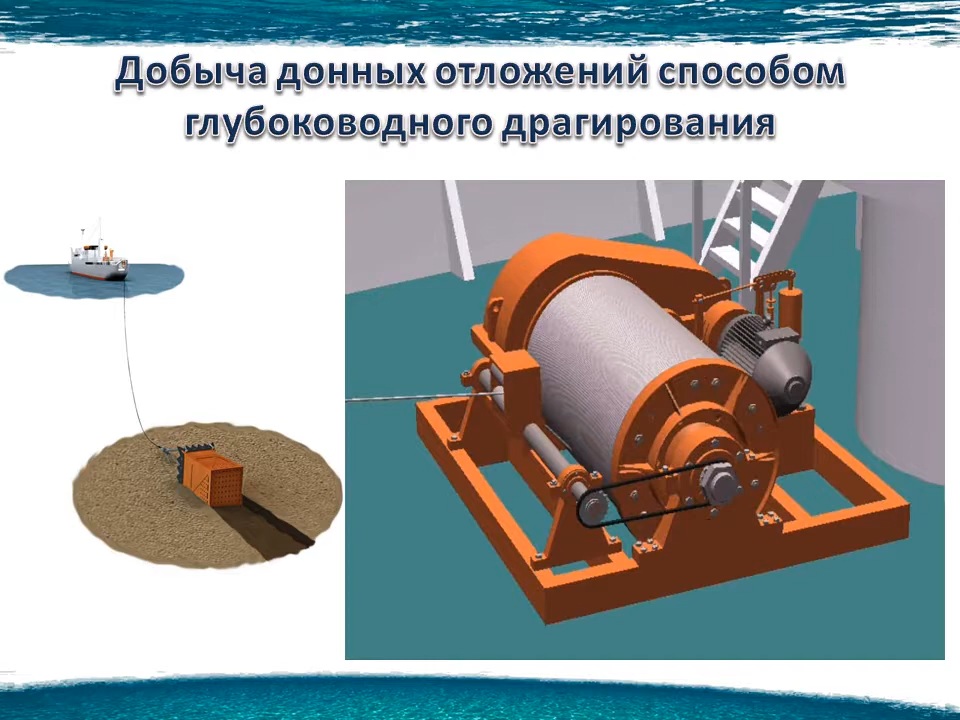 Добыча донных отложений способом
глубоководного драгирования